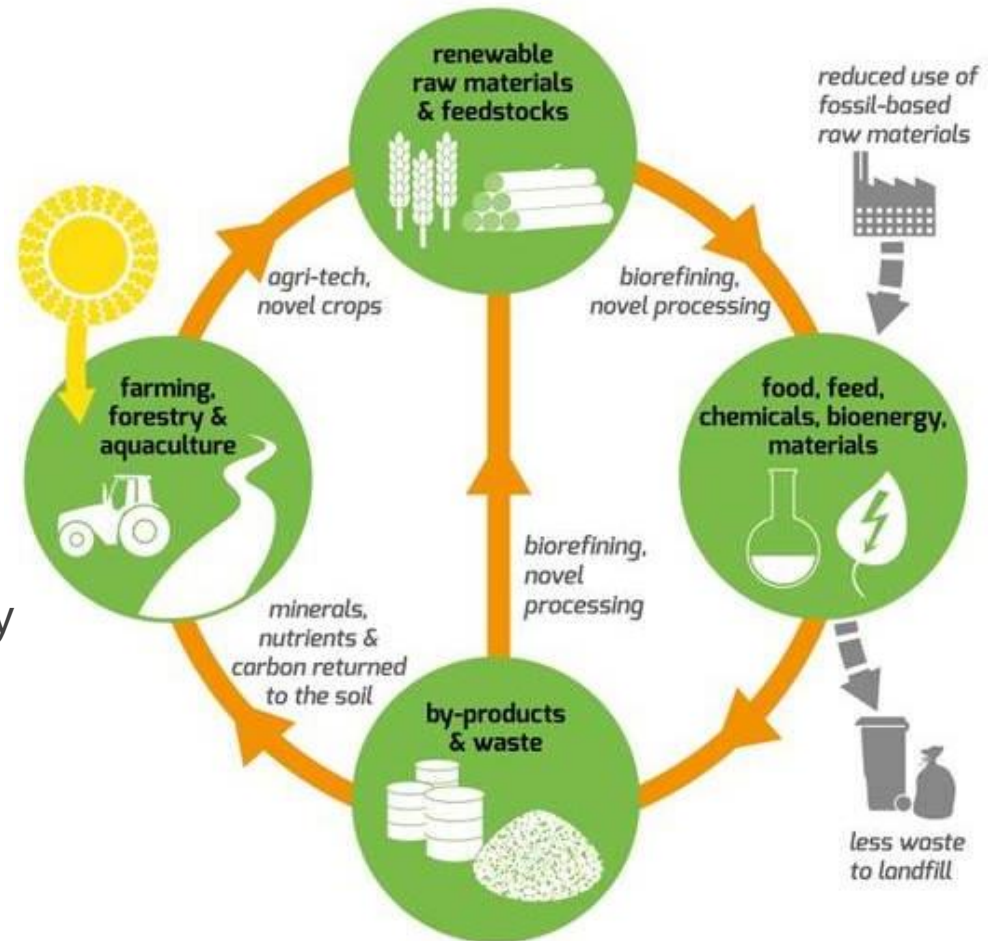 renewable
raw materials
& feedstocks
reduced use of
fossil-based
raw materials
agri-tech,
novel crops
biorefining,
novel processing
farming,
forestry &
aquaculture
food, feed,
chemicals, bioenergy,
materials
biorefining,
novel
processing
y
minerals,
nutrients &
carbon returned
to the soil
by-products
& waste
less waste
to landfill